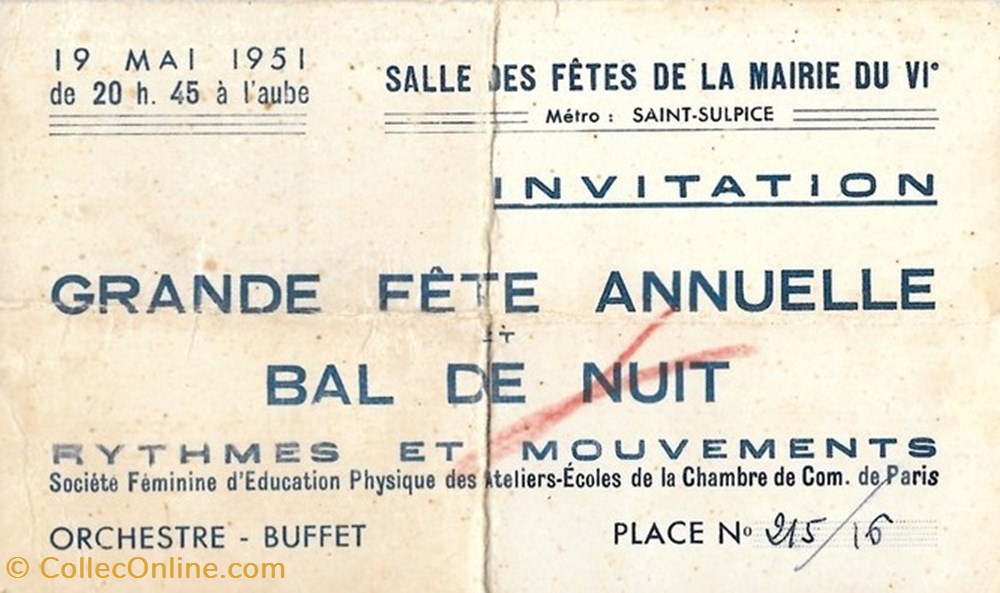 19 MAI 1951
de 20 h. 45 à l'aube
SALLE DES FÊTES DE LA MAIRIE DU VIe
Métro : SAINT-SULPICE
INVITATION
GRANDE FÊTE ANNUELLE
ET
BAL DE NUIT
RYTHMES ET MOUVEMENTS
Société Féminine d'Education Physique des Ateliers-Écoles de la Chambre de Com. de Paris
ORCHESTRE - BUFFET
PLACE No 215/16
© CollecOnline.com